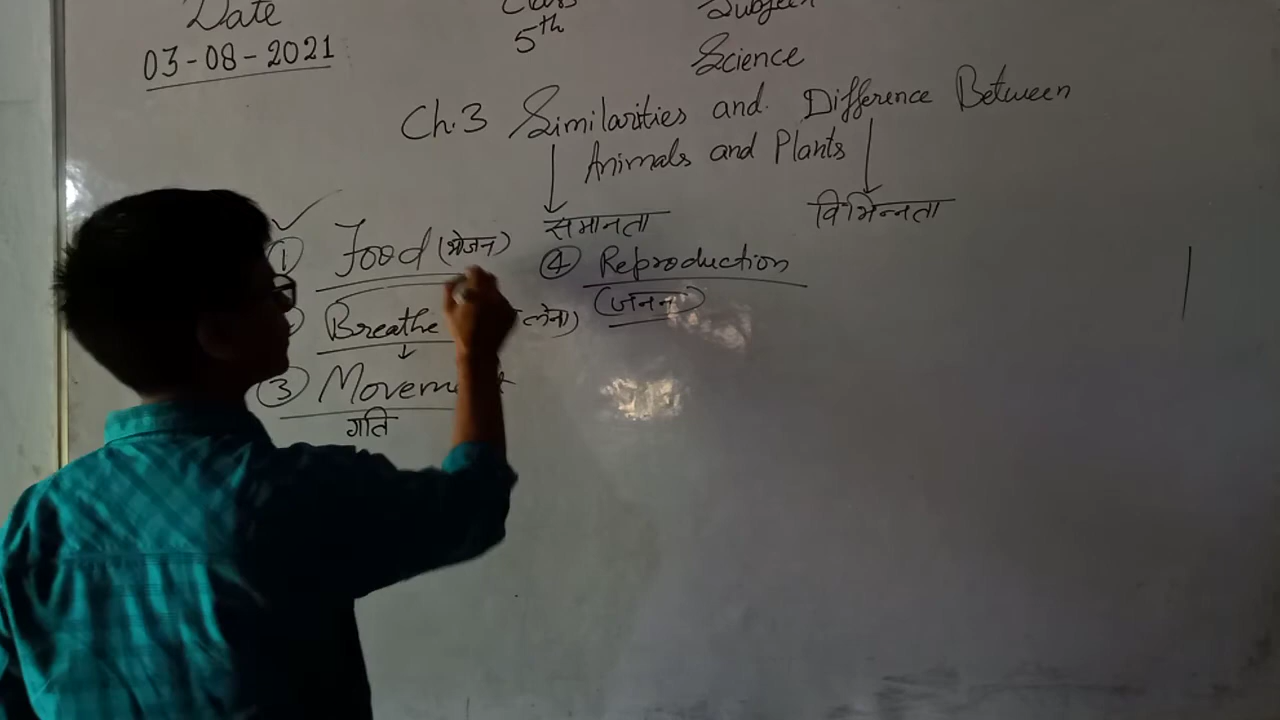 Date Class Subject
03-08-2021 5th Science
Ch.3 Similarities and Difference Between
Animals and Plants
समानता विभिन्नता
① Food (भोजन) ④ Reproduction
Breathe लेना) (जनन)
③ Movement
गति